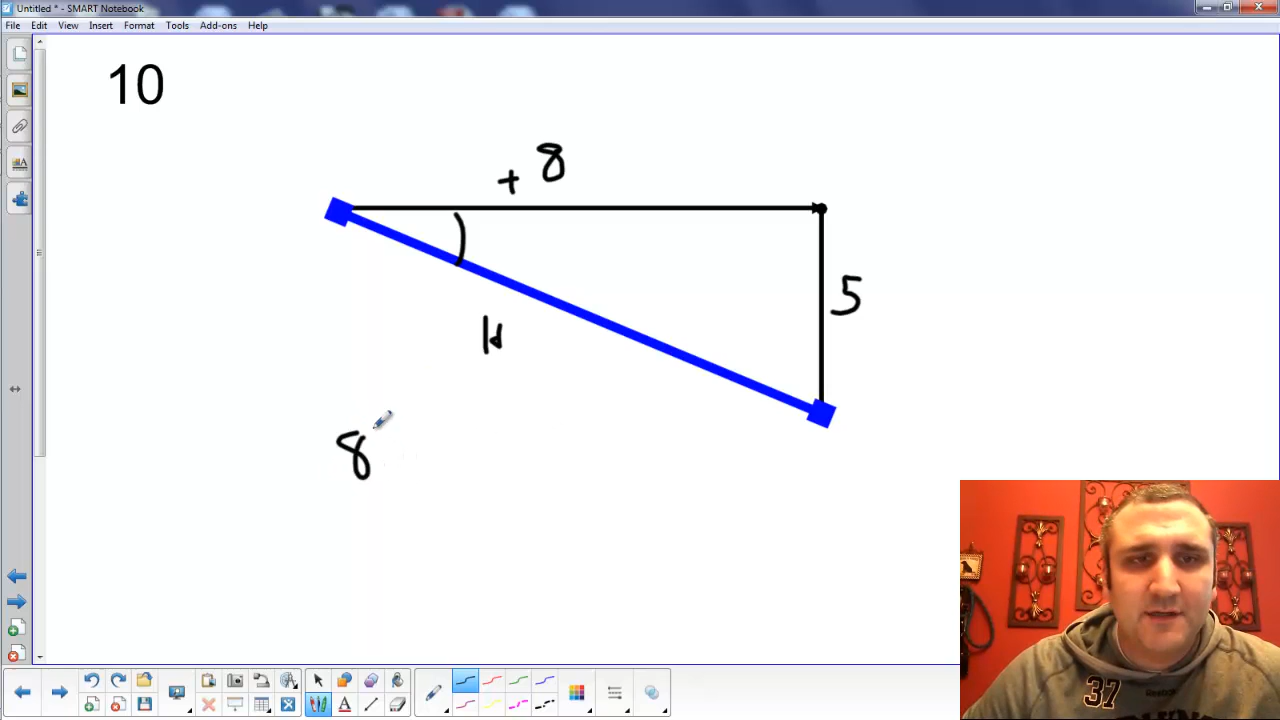 Untitled * - SMART Notebook
File Edit View Insert Format Tools Add-ons Help
10
+ 8
5
H
8
37